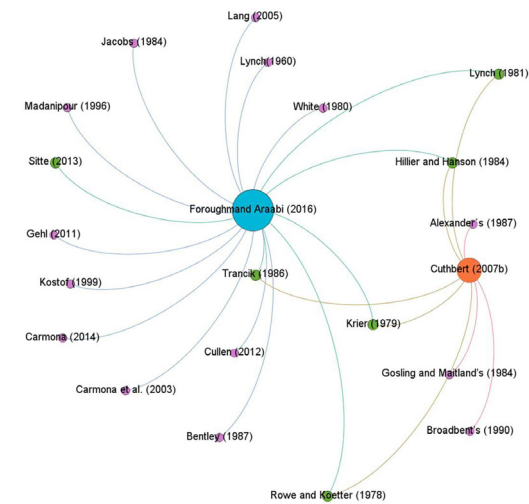 Lang (2005)
Jacobs (1984)
Lynch(1960)
Lynch (1981)
Madanipour (1996)
White (1980)
Sitte (2013)
Hillier and Hanson (1984)
Foroughmand Araabi (2016)
Alexander´s (1987)
Gehl (2011)
Cuthbert (2007b)
Trancik (1986)
Kostof (1999)
Krier (1979)
Carmona (2014)
Cullen (2012)
Gosling and Maitland's (1984)
Carmona et al. (2003)
Broadbent's (1990)
Bentley (1987)
Rowe and Koetter (1978)